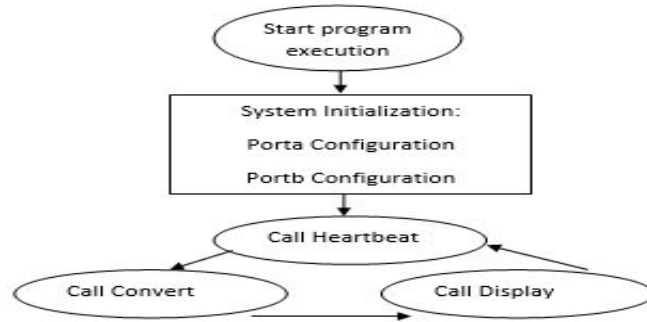 Start program
execution
System Initialization:
Porta Configuration
Portb Configuration
Call Heartbeat
Call Convert
Call Display